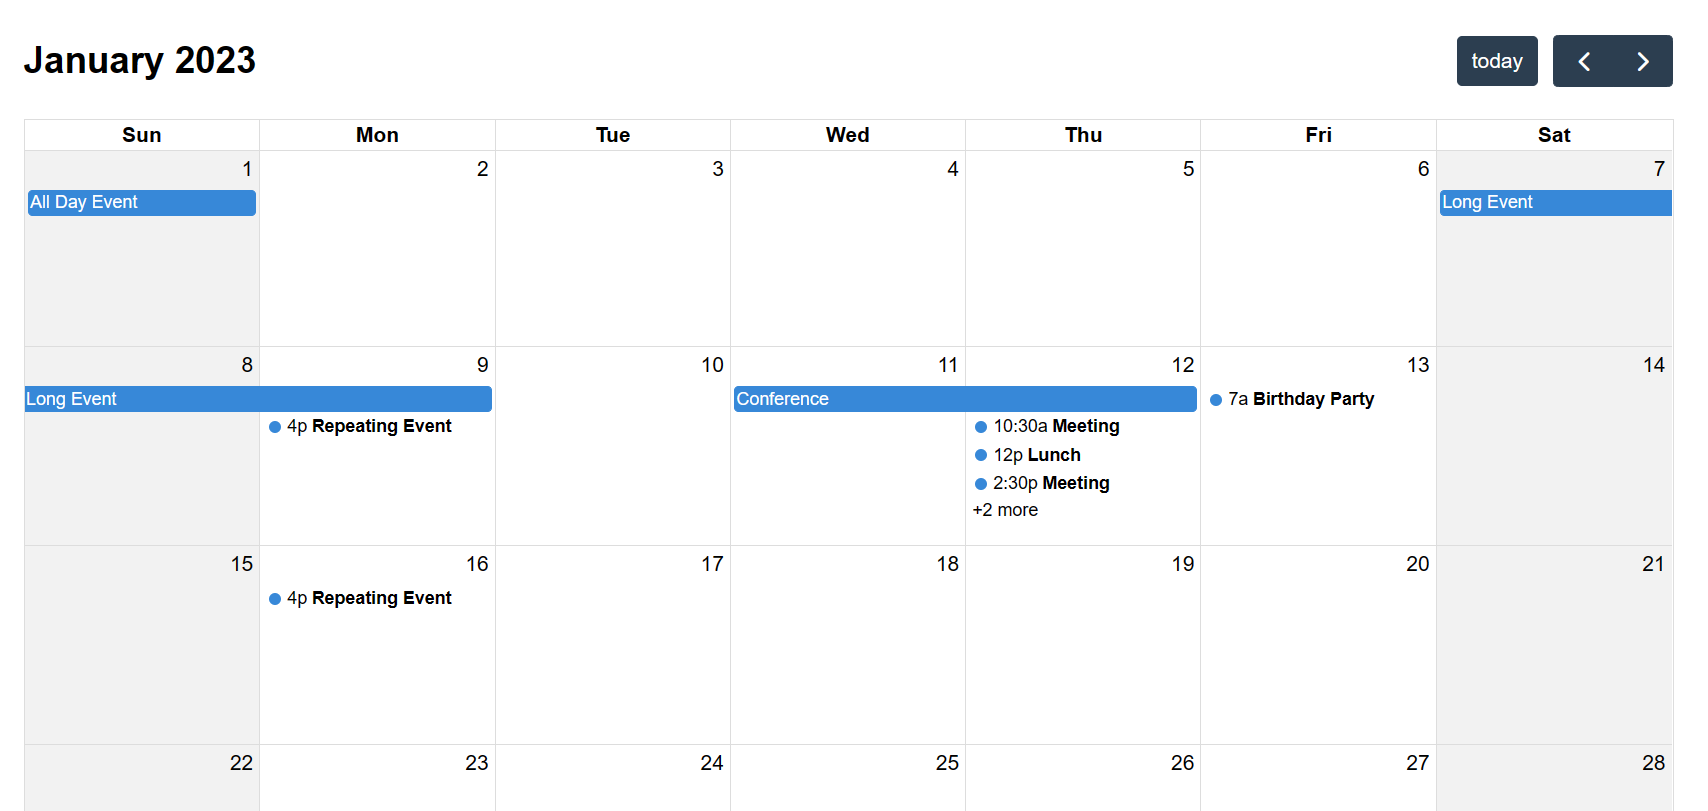 January 2023
today
Sun Mon Tue Wed Thu Fri Sat
1 2 3 4 5 6 7
All Day Event Long Event
8 9 10 11 12 13 14
Long Event Conference 7a Birthday Party
4p Repeating Event 10:30a Meeting
12p Lunch
2:30p Meeting
+2 more
15 16 17 18 19 20 21
4p Repeating Event
22 23 24 25 26 27 28